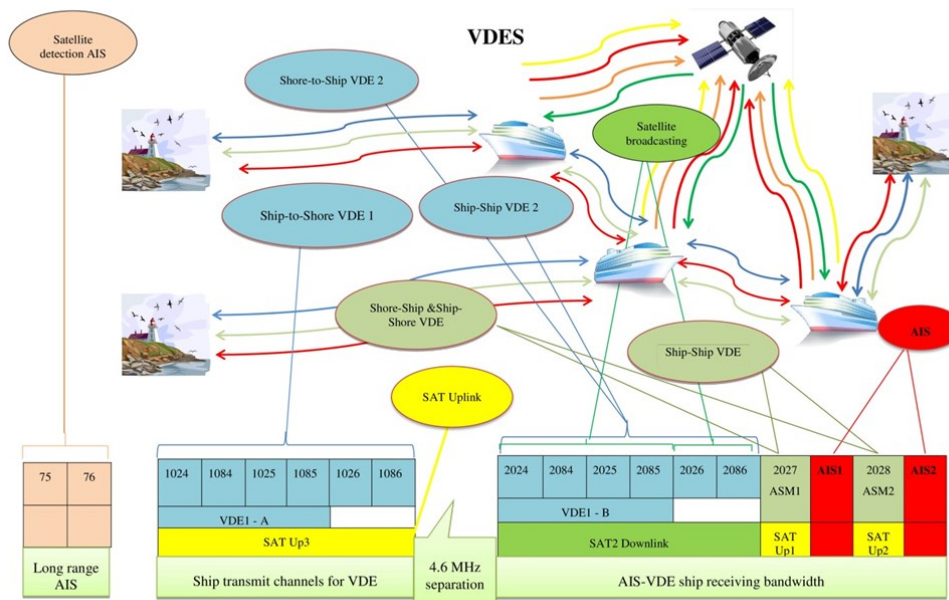 VDES
Satellite
detection AIS
Shore-to-Ship VDE 2
Satellite
broadcasting
Ship-to-Shore VDE 1
Ship-Ship VDE 2
Shore-Ship &Ship-
Shore VDE
Ship-Ship VDE
AIS
SAT Uplink
75 76
1024 1084 1025 1085 1026 1086
2024 2084 2025 2085 2026 2086 2027 AIS1 2028 AIS2
ASM1 ASM2
VDE1 - A
VDE1 - B
SAT Up3
SAT2 Downlink
SAT
Up1
SAT
Up2
Long range
AIS
Ship transmit channels for VDE
4.6 MHz
separation
AIS-VDE ship receiving bandwidth